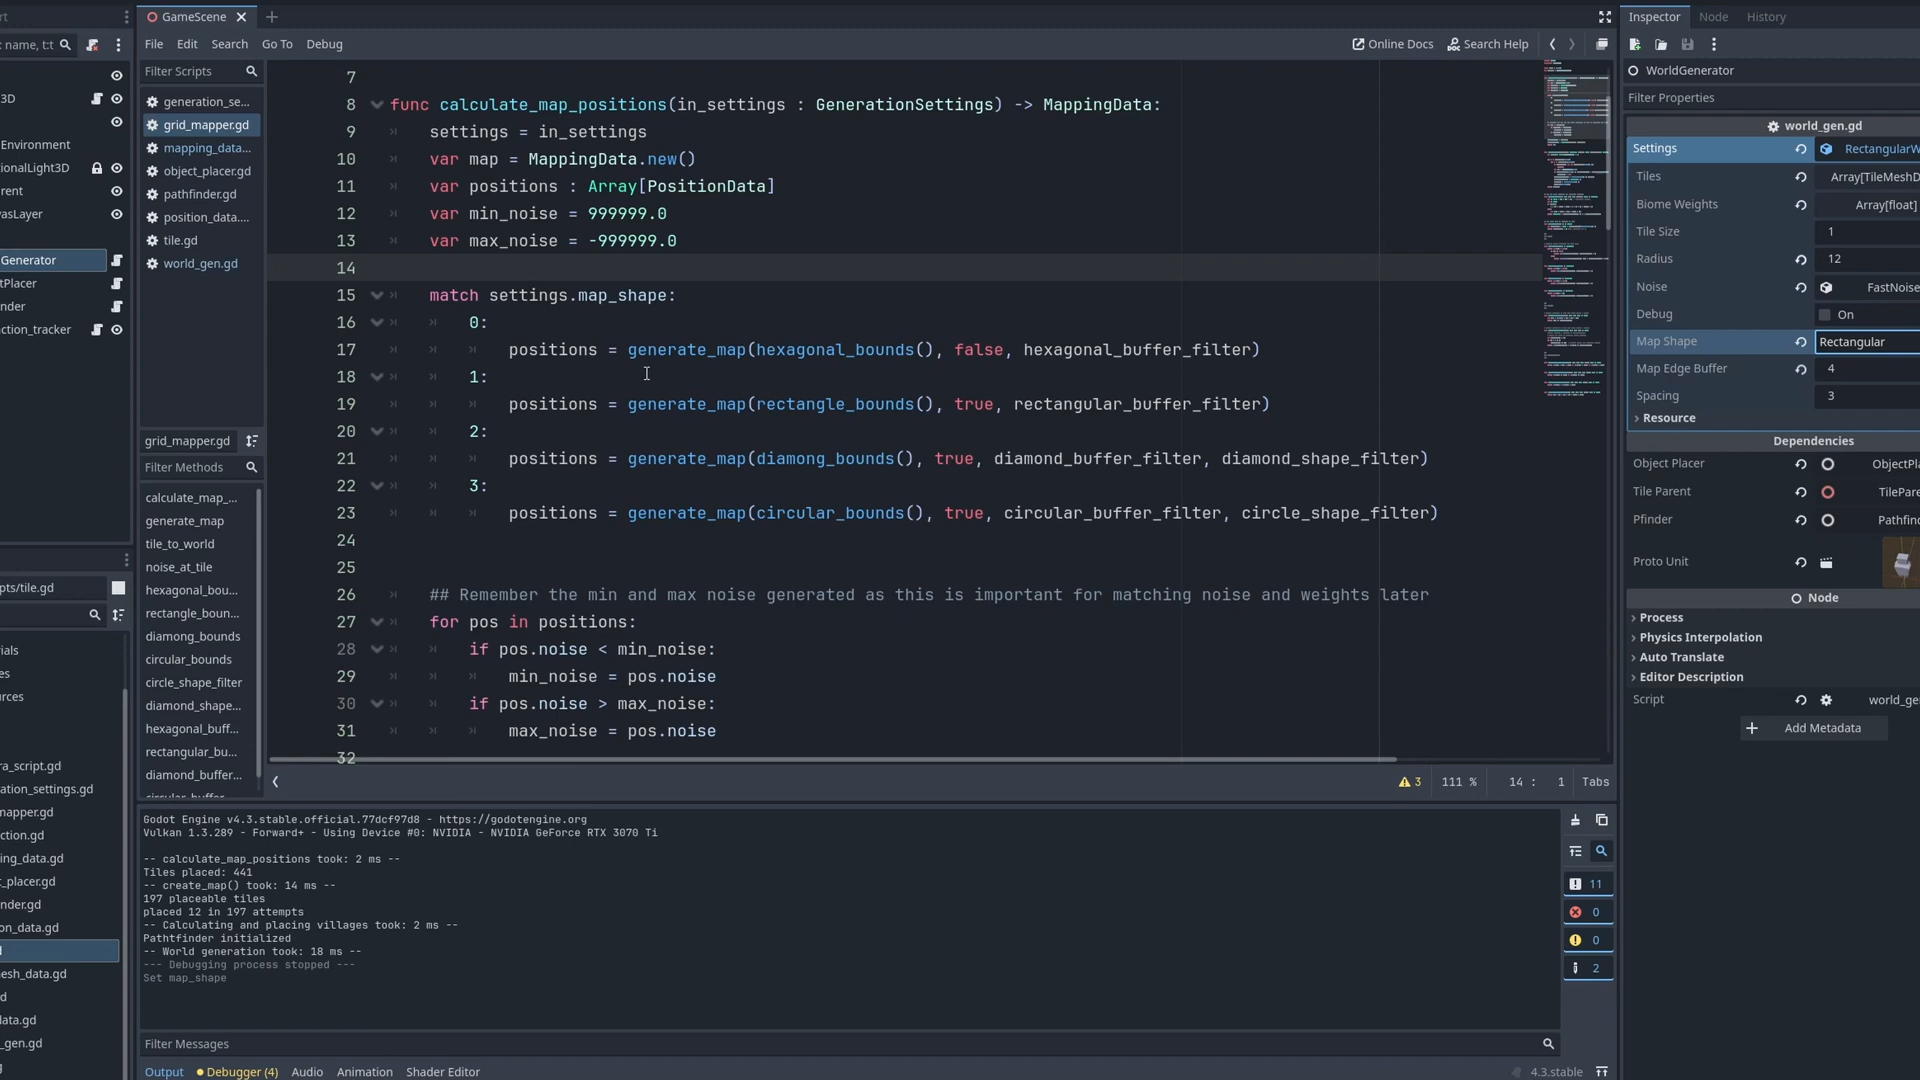 rt
GameScene
File Edit Search Go To Debug
Online Docs
Search Help
: name, t:t
3D
Environment
ionalLight3D
rent
vasLayer
Generator
tPlacer
nder
action_tracker
Filter Scripts
generation_se...
grid_mapper.gd
mapping_data...
object_placer.gd
pathfinder.gd
position_data....
tile.gd
world_gen.gd
grid_mapper.gd
Filter Methods
calculate_map_...
generate_map
tile_to_world
noise_at_tile
hexagonal_bou...
rectangle_boun...
diamong_bounds
circular_bounds
circle_shape_filter
diamond_shape...
hexagonal_buff...
rectangular_bu...
diamond_buffer...
7
8 func calculate_map_positions(in_settings : GenerationSettings) -> MappingData:
9 settings = in_settings
10 var map = MappingData.new()
11 var positions : Array[PositionData]
12 var min_noise = 999999.0
13 var max_noise = -999999.0
14
15 match settings.map_shape:
16 0:
17 positions = generate_map(hexagonal_bounds(), false, hexagonal_buffer_filter)
18 1:
19 positions = generate_map(rectangle_bounds(), true, rectangular_buffer_filter)
20 2:
21 positions = generate_map(diamong_bounds(), true, diamond_buffer_filter, diamond_shape_filter)
22 3:
23 positions = generate_map(circular_bounds(), true, circular_buffer_filter, circle_shape_filter)
24
25
26 ## Remember the min and max noise generated as this is important for matching noise and weights later
27 for pos in positions:
28 if pos.noise < min_noise:
29 min_noise = pos.noise
30 if pos.noise > max_noise:
31 max_noise = pos.noise
32
3 111 % 14 : 1 Tabs
pts/tile.gd
ials
es
urces
ra_script.gd
ation_settings.gd
mapper.gd
ction.gd
ing_data.gd
t_placer.gd
nder.gd
on_data.gd
d
esh_data.gd
d
data.gd
_gen.gd
Godot Engine v4.3.stable.official.77dcf97d8 - https://godotengine.org
Vulkan 1.3.289 - Forward+ - Using Device #0: NVIDIA - NVIDIA GeForce RTX 3070 Ti
-- calculate_map_positions took: 2 ms --
Tiles placed: 441
-- create_map() took: 14 ms --
197 placeable tiles
placed 12 in 197 attempts
-- Calculating and placing villages took: 2 ms --
Pathtfinder initialized
-- World generation took: 18 ms --
--- Debugging process stopped ---
Set map_shape
11
0
0
2
Filter Messages
Output Debugger (4) Audio Animation Shader Editor
4.3.stable
Inspector Node History
WorldGenerator
Filter Properties
world_gen.gd
Settings RectangularW
Tiles Array[TileMeshD
Biome Weights Array[float]
Tile Size 1
Radius 12
Noise FastNoise
Debug On
Map Shape Rectangular
Map Edge Buffer 4
Spacing 3
Resource
Dependencies
Object Placer ObjectPla
Tile Parent TilePare
Pfinder Pathfind
Proto Unit
Node
Process
Physics Interpolation
Auto Translate
Editor Description
Script world_ge
Add Metadata